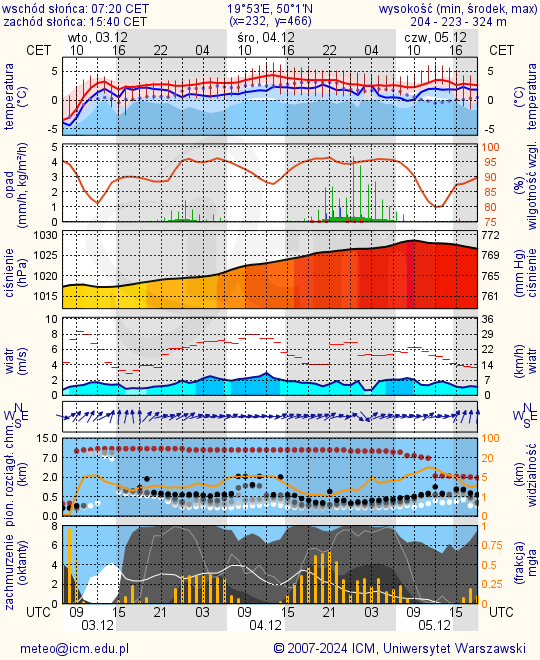 wschód słońca: 07:20 CET 19°53'E, 50°1'N wysokość (min, środek, max)
zachód słońca: 15:40 CET (x=232, y=466) 204 - 223 - 324 m
wto, 03.12 śro, 04.12 czw, 05.12
CET 10 16 22 04 10 16 22 04 10 16 CET
temperatura (°C) 5 0 -5 5 0 -5 (°C) temperatura
opad (mm/h, kg/m²/h) 5 4 3 2 1 0 100 95 90 85 80 75 (%) wilgotność wzgl.
ciśnienie (hPa) 1030 1025 1020 1015 772 769 765 761 (mm Hg) ciśnienie
wiatr (m/s) 10 8 6 4 2 0 36 29 22 14 7 0 (km/h) wiatr
N W E S N W E S
pion. rozciągł. chm. (km) 15.0 7.0 2.0 0.5 0.0 100 20 5 1 0 (km) widzialność
zachmurzenie (oktanty) 8 6 4 2 0 1 0.75 0.5 0.25 0 (frakcja) mgła
UTC 09 15 21 03 09 15 21 03 09 15 UTC
03.12 04.12 05.12
meteo@icm.edu.pl © 2007-2024 ICM, Uniwersytet Warszawski